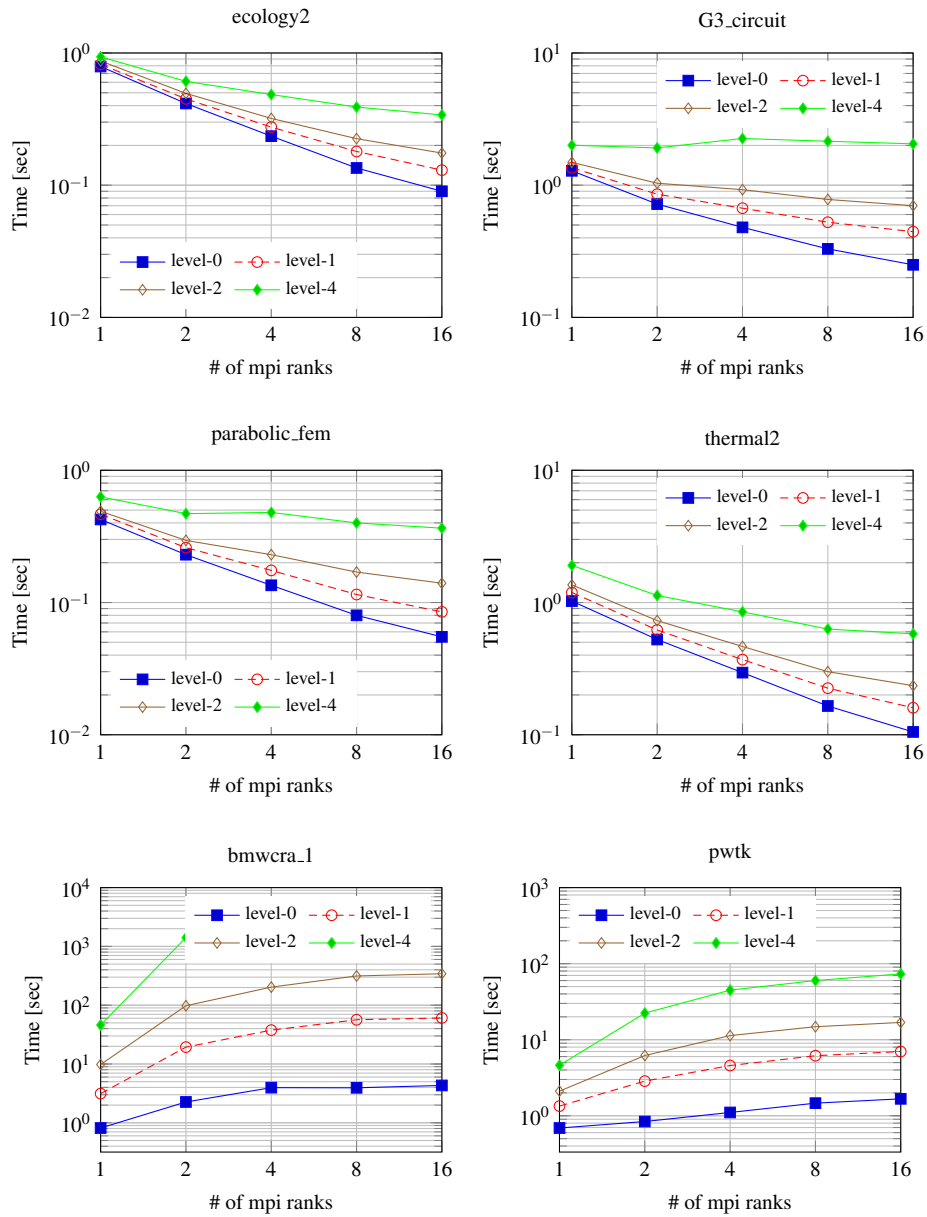 ecology2
10^0
10^−1
10^−2
Time [sec]
level-0 level-1
level-2 level-4
1 2 4 8 16
# of mpi ranks
G3_circuit
10^1
10^0
10^−1
Time [sec]
level-0 level-1
level-2 level-4
1 2 4 8 16
# of mpi ranks
parabolic_fem
10^0
10^−1
10^−2
Time [sec]
level-0 level-1
level-2 level-4
1 2 4 8 16
# of mpi ranks
thermal2
10^1
10^0
10^−1
Time [sec]
level-0 level-1
level-2 level-4
1 2 4 8 16
# of mpi ranks
bmwcra_1
10^4
10^3
10^2
10^1
10^0
Time [sec]
level-0 level-1
level-2 level-4
1 2 4 8 16
# of mpi ranks
pwtk
10^3
10^2
10^1
10^0
Time [sec]
level-0 level-1
level-2 level-4
1 2 4 8 16
# of mpi ranks